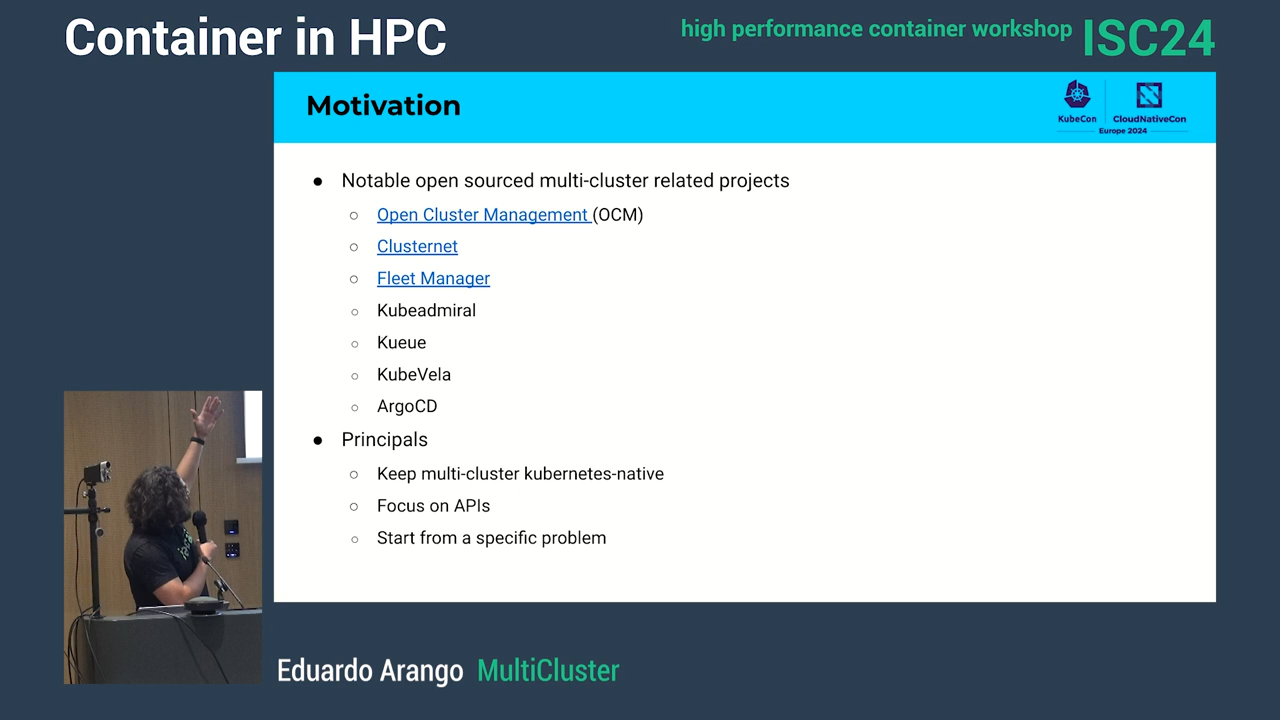 Container in HPC
high performance container workshop ISC24
Motivation
KubeCon
CloudNativeCon
Europe 2024
Notable open sourced multi-cluster related projects
Open Cluster Management (OCM)
Clusternet
Fleet Manager
Kubeadmiral
Kueue
KubeVela
ArgoCD
Principals
Keep multi-cluster kubernetes-native
Focus on APIs
Start from a specific problem
Eduardo Arango MultiCluster